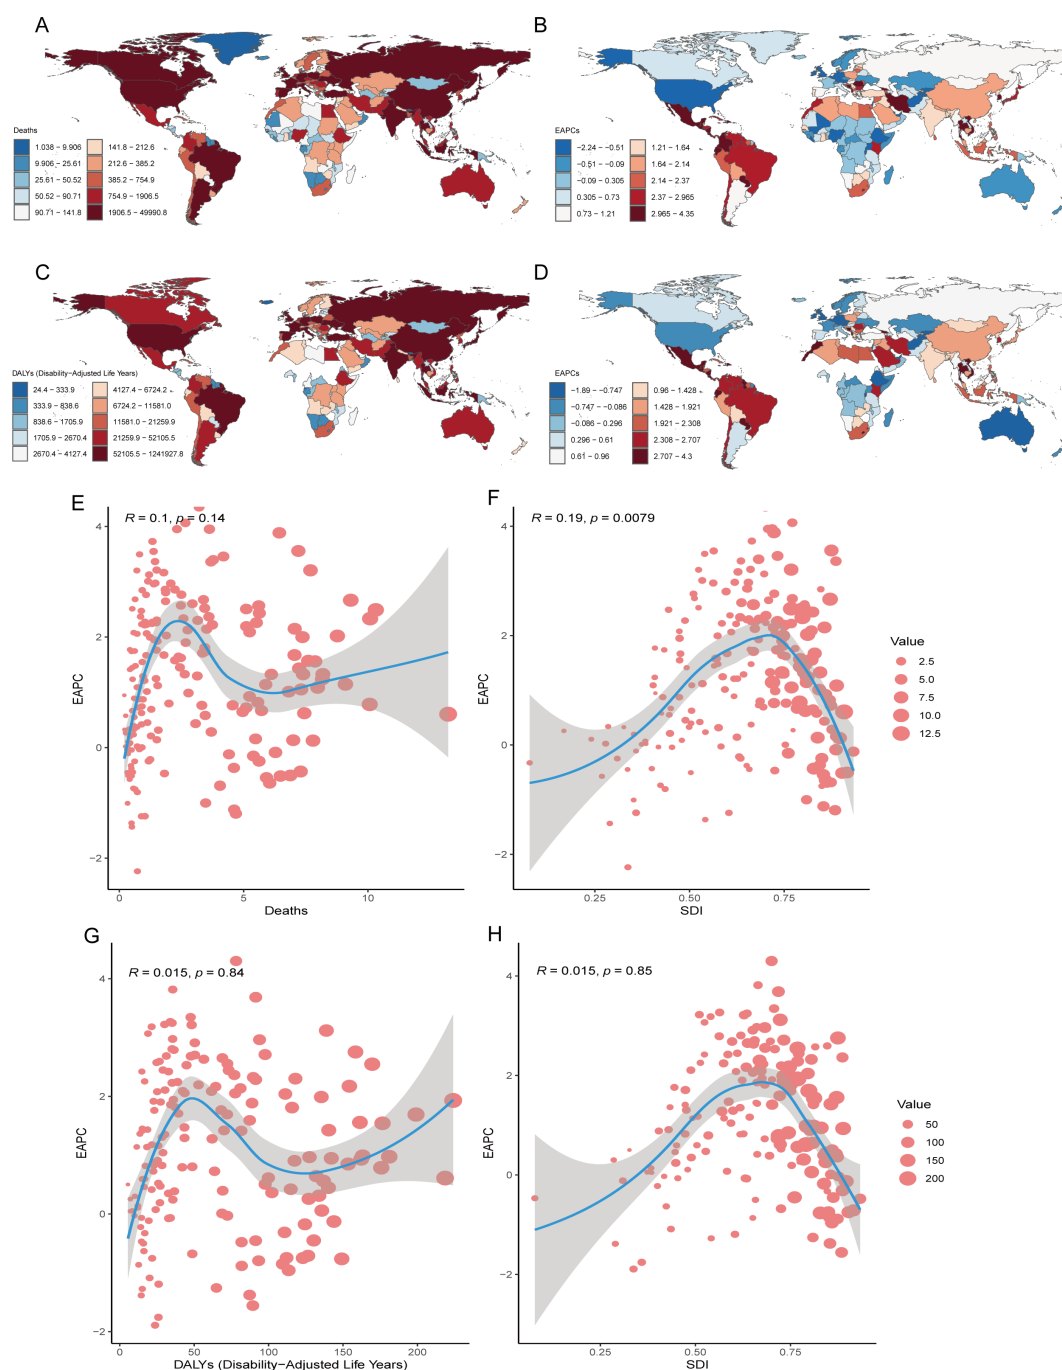 A
Deaths
1.038 − 9.906
9.906 − 25.61
25.61 − 50.52
50.52 − 90.71
90.71 − 141.8
141.8 − 212.6
212.6 − 385.2
385.2 − 754.9
754.9 − 1906.5
1906.5 − 49990.8
B
EAPCs
−2.24 − −0.51
−0.51 − −0.09
−0.09 − 0.305
0.305 − 0.73
0.73 − 1.21
1.21 − 1.64
1.64 − 2.14
2.14 − 2.37
2.37 − 2.965
2.965 − 4.35
C
DALYs (Disability−Adjusted Life Years)
24.4 − 333.9
333.9 − 838.6
838.6 − 1705.9
1705.9 − 2670.4
2670.4 − 4127.4
4127.4 − 6724.2
6724.2 − 11581.0
11581.0 − 21259.9
21259.9 − 52105.5
52105.5 − 1241927.8
D
EAPCs
−1.89 − −0.747
−0.747 − −0.086
−0.086 − 0.296
0.296 − 0.61
0.61 − 0.96
0.96 − 1.428
1.428 − 1.921
1.921 − 2.308
2.308 − 2.707
2.707 − 4.3
E
R = 0.1, p = 0.14
4
2
0
−2
EAPC
0 5 10
Deaths
F
R = 0.19, p = 0.0079
4
2
0
−2
EAPC
0.25 0.50 0.75
SDI
Value
2.5
5.0
7.5
10.0
12.5
G
R = 0.015, p = 0.84
4
2
0
−2
EAPC
0 50 100 150 200
DALYs (Disability−Adjusted Life Years)
H
R = 0.015, p = 0.85
4
2
0
−2
EAPC
0.25 0.50 0.75
SDI
Value
50
100
150
200